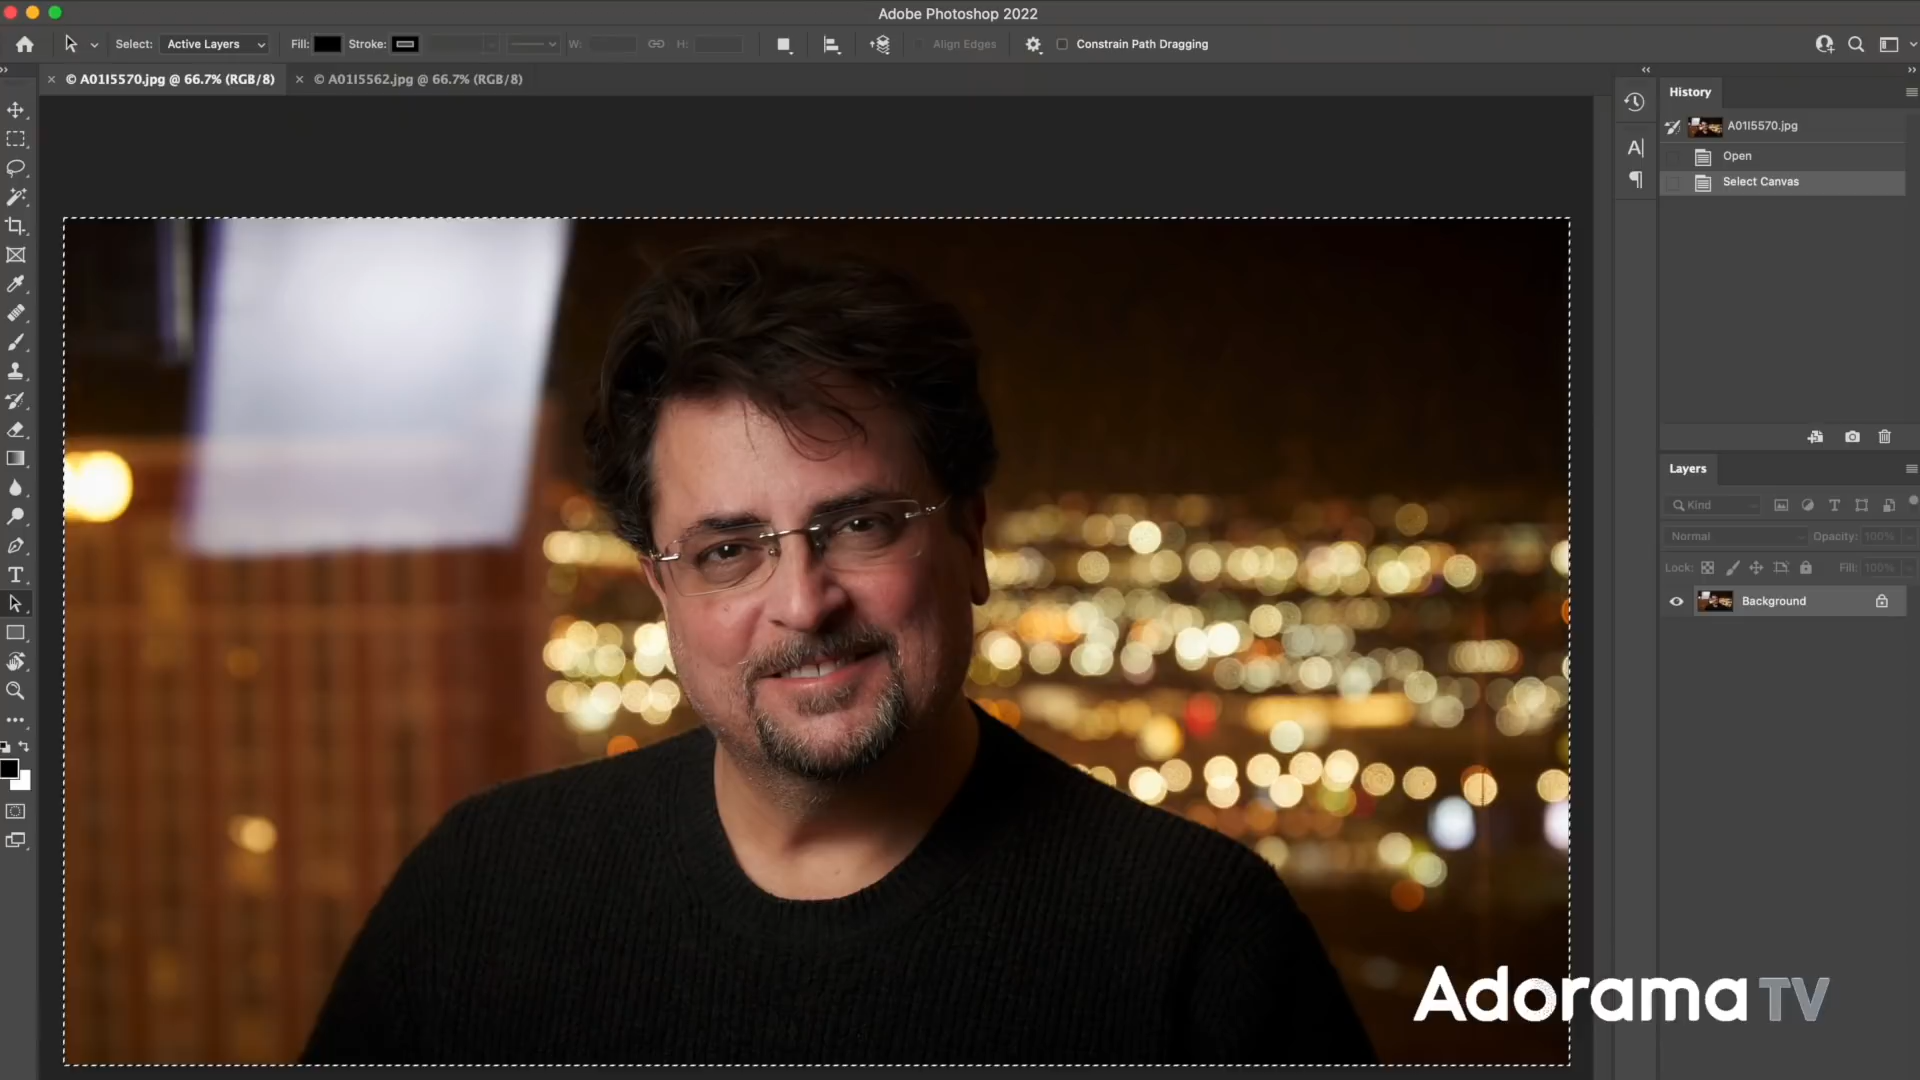 Adobe Photoshop 2022
Select: Active Layers Fill: Stroke: W: H: Align Edges Constrain Path Dragging
× © A01I5570.jpg @ 66.7% (RGB/8) × © A01I5562.jpg @ 66.7% (RGB/8)
History
A01I5570.jpg
Open
Select Canvas
Layers
Kind
Normal Opacity: 100%
Lock: Fill: 100%
Background
Adorama TV